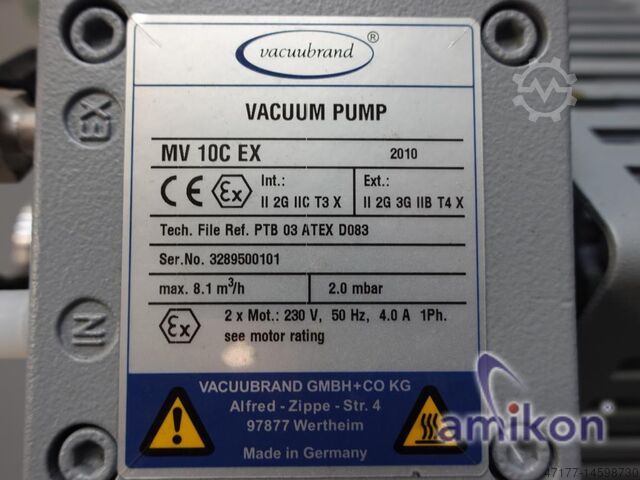 vacuubrand ®
VACUUM PUMP
MV 10C EX 2010
CE Ex Int.: Ext.:
II 2G IIC T3 X II 2G 3G IIB T4 X
Tech. File Ref. PTB 03 ATEX D083
Ser.No. 3289500101
max. 8.1 m³/h 2.0 mbar
Ex 2 x Mot.: 230 V, 50 Hz, 4.0 A 1Ph.
see motor rating
VACUUBRAND GMBH+CO KG
Alfred - Zippe - Str. 4
97877 Wertheim
Made in Germany
EX
IN
amikon®
47177-14598730